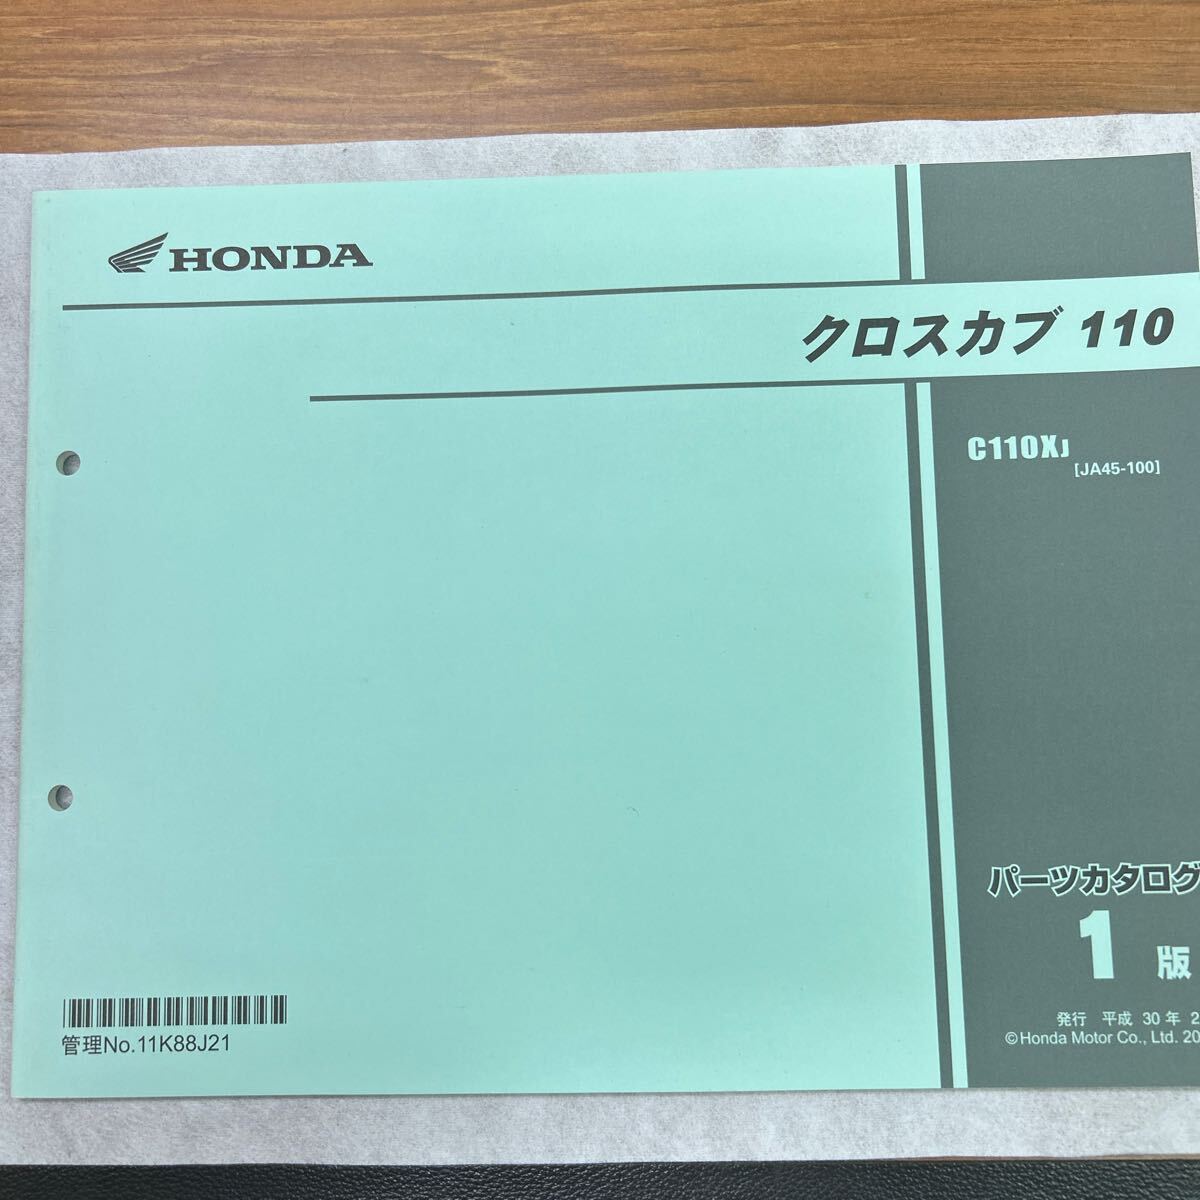 HONDA
クロスカブ 110
C110XJ
[JA45-100]
パーツカタログ
1 版
発行 平成 30 年 2
©Honda Motor Co., Ltd. 20
管理No.11K88J21